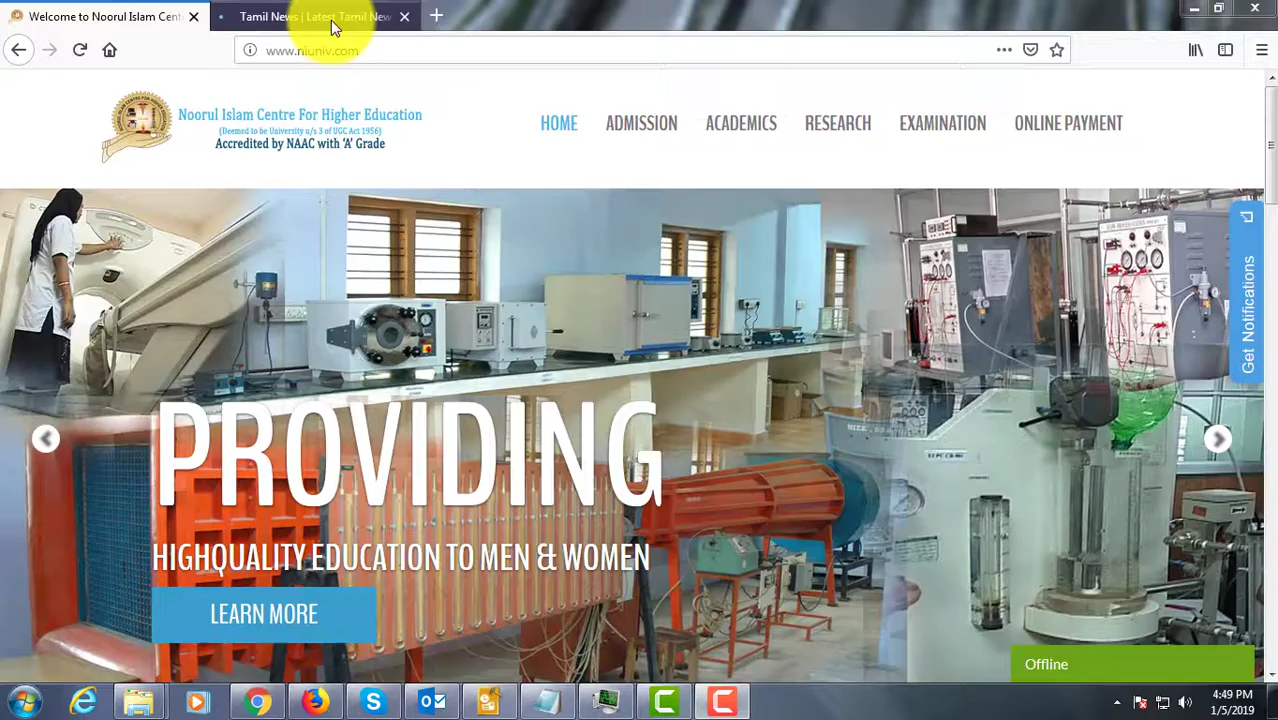 Welcome to Noorul Islam Cent
Tamil News | Latest Tamil New
www.niuniv.com
Noorul Islam Centre For Higher Education
(Deemed to be University u/s 3 of UGC Act 1956)
Accredited by NAAC with 'A' Grade
HOME
ADMISSION
ACADEMICS
RESEARCH
EXAMINATION
ONLINE PAYMENT
Get Notifications
PROVIDING
HIGHQUALITY EDUCATION TO MEN & WOMEN
LEARN MORE
Offline
4:49 PM
1/5/2019